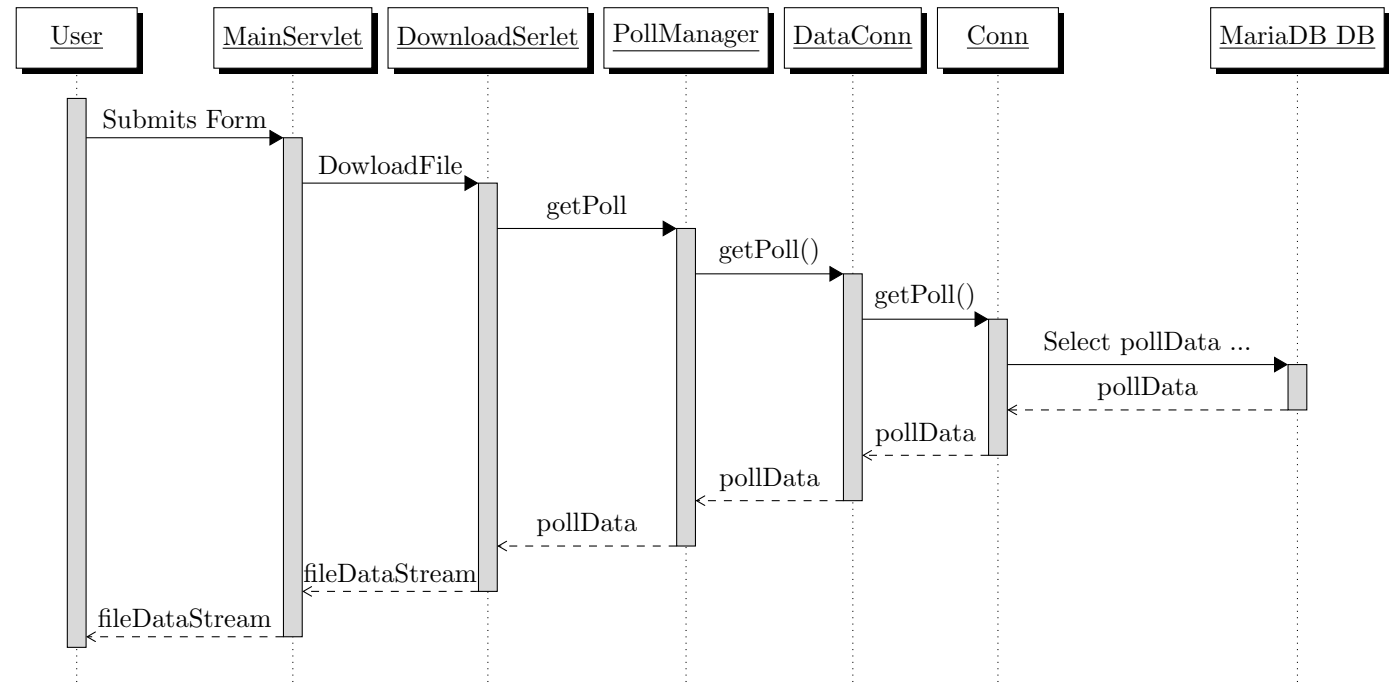 User
MainServlet
DownloadSerlet
PollManager
DataConn
Conn
MariaDB DB
Submits Form
DowloadFile
getPoll
getPoll()
getPoll()
Select pollData ...
pollData
pollData
pollData
pollData
fileDataStream
fileDataStream